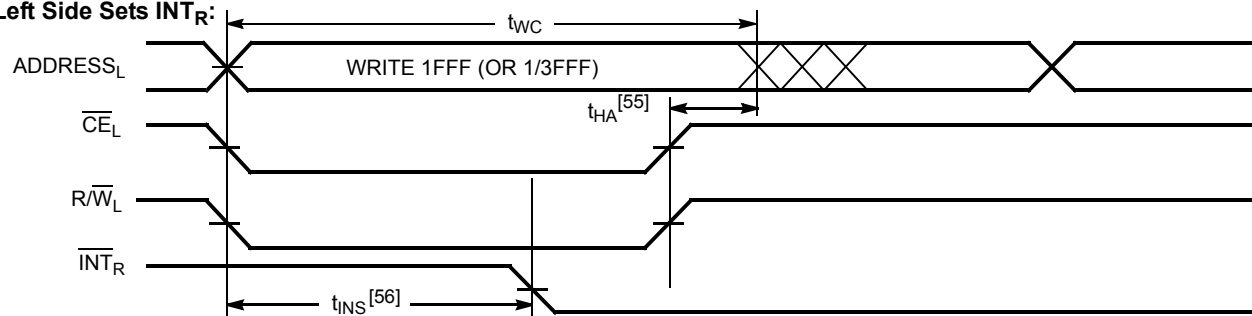 Left Side Sets INTR:
tWC
ADDRESSL
WRITE 1FFF (OR 1/3FFF)
tHA[55]
CEL
R/WL
INTR
tINS[56]